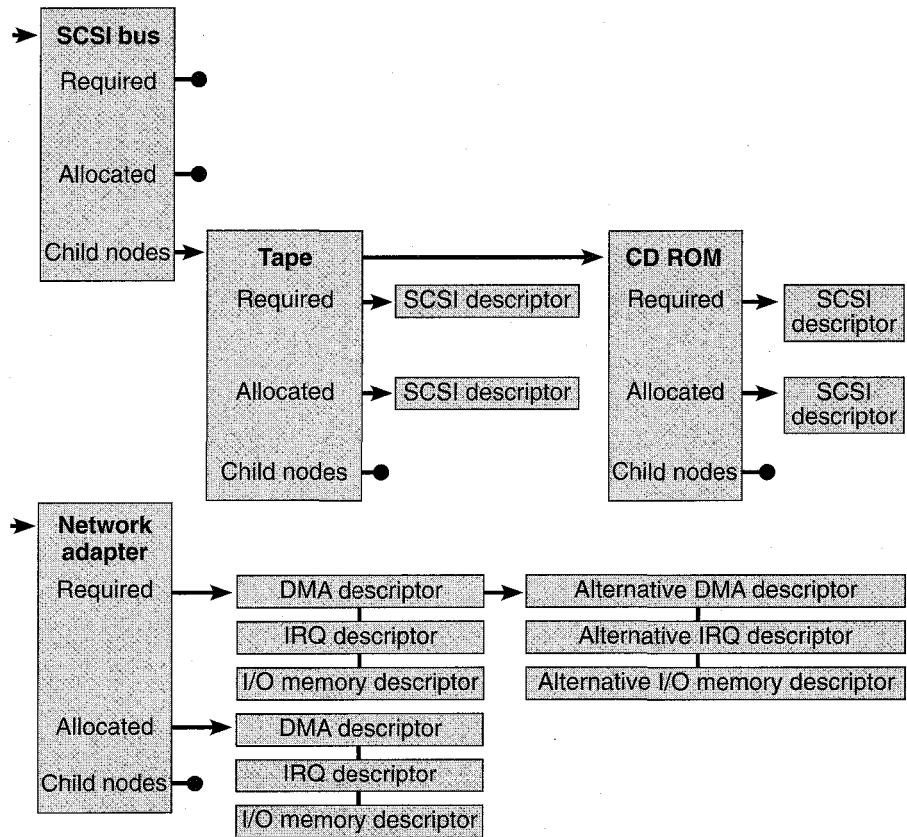 SCSI bus
Required
Allocated
Child nodes
Tape
Required
SCSI descriptor
Allocated
SCSI descriptor
Child nodes
CD ROM
Required
SCSI
descriptor
Allocated
SCSI
descriptor
Child nodes
Network
adapter
Required
DMA descriptor
Alternative DMA descriptor
IRQ descriptor
Alternative IRQ descriptor
I/O memory descriptor
Alternative I/O memory descriptor
Allocated
DMA descriptor
IRQ descriptor
Child nodes
I/O memory descriptor